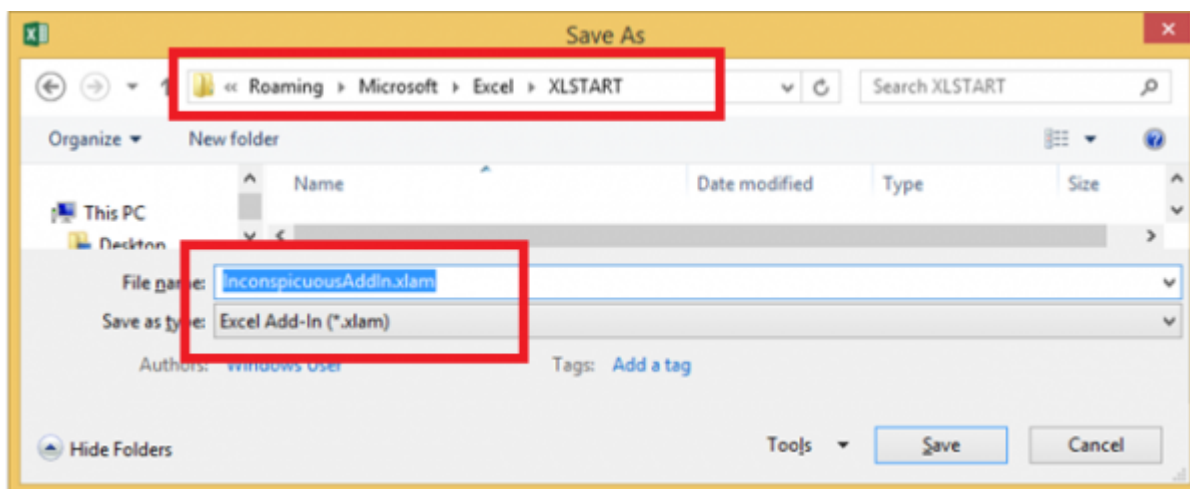 Save As
« Roaming ▸ Microsoft ▸ Excel ▸ XLSTART Search XLSTART
Organize New folder
Name Date modified Type Size
This PC
Desktop
File name: InconspicuousAddIn.xlam
Save as type: Excel Add-In (*.xlam)
Authors: Windows User Tags: Add a tag
Hide Folders Tools Save Cancel